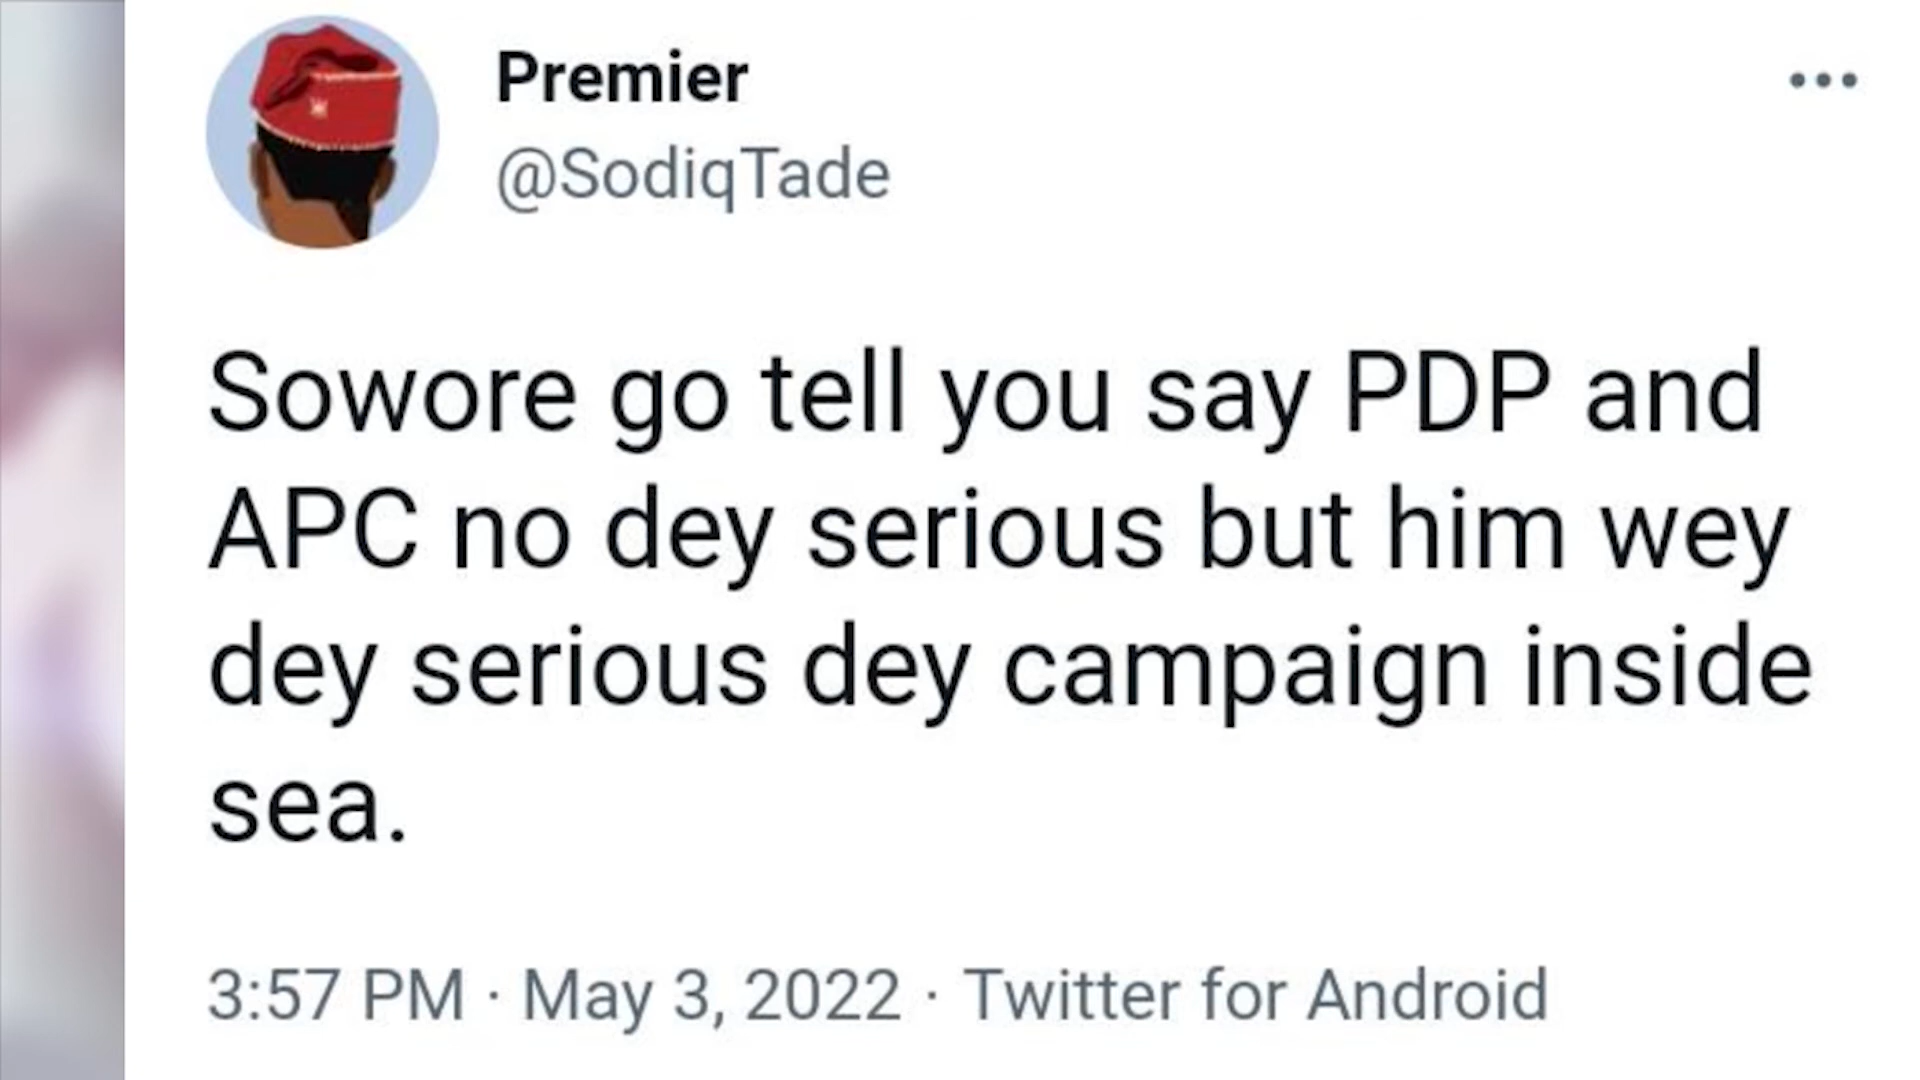 Premier
@SodiqTade
Sowore go tell you say PDP and
APC no dey serious but him wey
dey serious dey campaign inside
sea.
3:57 PM · May 3, 2022 · Twitter for Android